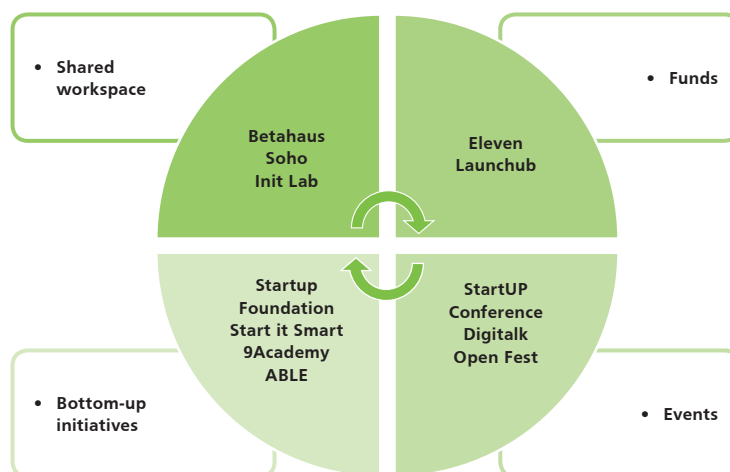 • Shared
workspace
• Funds
Betahaus
Soho
Init Lab
Eleven
Launchub
Startup
Foundation
Start it Smart
9Academy
ABLE
StartUP
Conference
Digitalk
Open Fest
• Bottom-up
initiatives
• Events